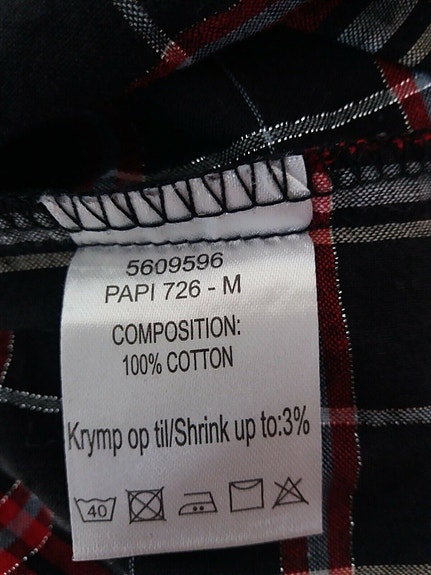 5609596
PAPI 726 - M
COMPOSITION:
100% COTTON
Krymp op til/Shrink up to:3%
40